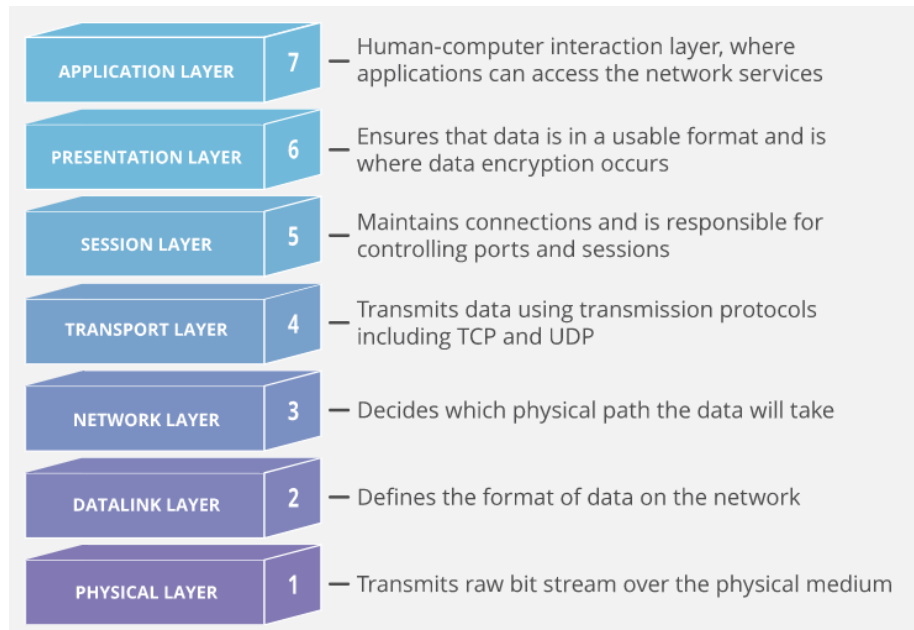 APPLICATION LAYER 7 — Human-computer interaction layer, where
applications can access the network services
PRESENTATION LAYER 6 — Ensures that data is in a usable format and is
where data encryption occurs
SESSION LAYER 5 — Maintains connections and is responsible for
controlling ports and sessions
TRANSPORT LAYER 4 — Transmits data using transmission protocols
including TCP and UDP
NETWORK LAYER 3 — Decides which physical path the data will take
DATALINK LAYER 2 — Defines the format of data on the network
PHYSICAL LAYER 1 — Transmits raw bit stream over the physical medium